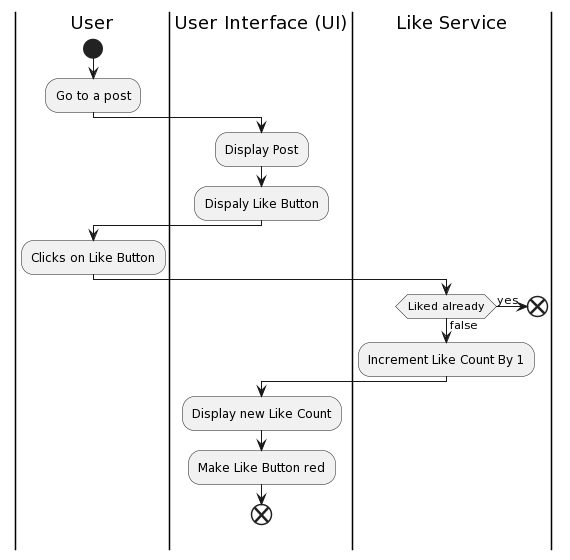 User
User Interface (UI)
Like Service
Go to a post
Display Post
Dispaly Like Button
Clicks on Like Button
Liked already
yes
false
Increment Like Count By 1
Display new Like Count
Make Like Button red